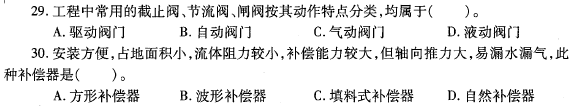 29. 工程中常用的截止阀、节流阀、闸阀按其动作特点分类,均属于(　　)。
A. 驱动阀门　B. 自动阀门　C. 气动阀门　D. 液动阀门
30. 安装方便,占地面积小,流体阻力较小,补偿能力较大,但轴向推力大,易漏水漏气,此
种补偿器是(　　)。
A. 方形补偿器　B. 波形补偿器　C. 填料式补偿器　D. 自然补偿器